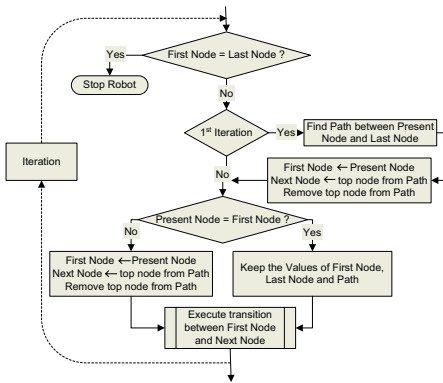 First Node = Last Node ?
Yes
Stop Robot
No
1st Iteration
Yes
Find Path between Present
Node and Last Node
Iteration
No
First Node ←Present Node
Next Node ← top node from Path
Remove top node from Path
Present Node = First Node ?
No
Yes
First Node ←Present Node
Next Node ← top node from Path
Remove top node from Path
Keep the Values of First Node,
Last Node and Path
Execute transition
between First Node
and Next Node